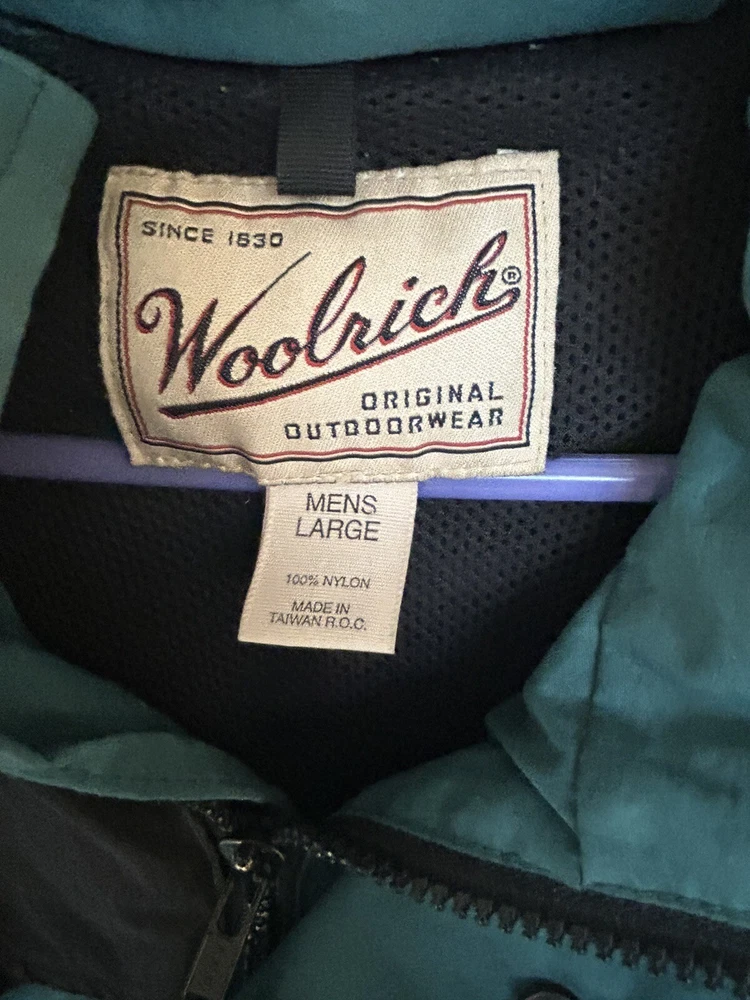 SINCE 1830
Woolrich®
ORIGINAL
OUTDOORWEAR
MENS
LARGE
100% NYLON
MADE IN
TAIWAN R.O.C.